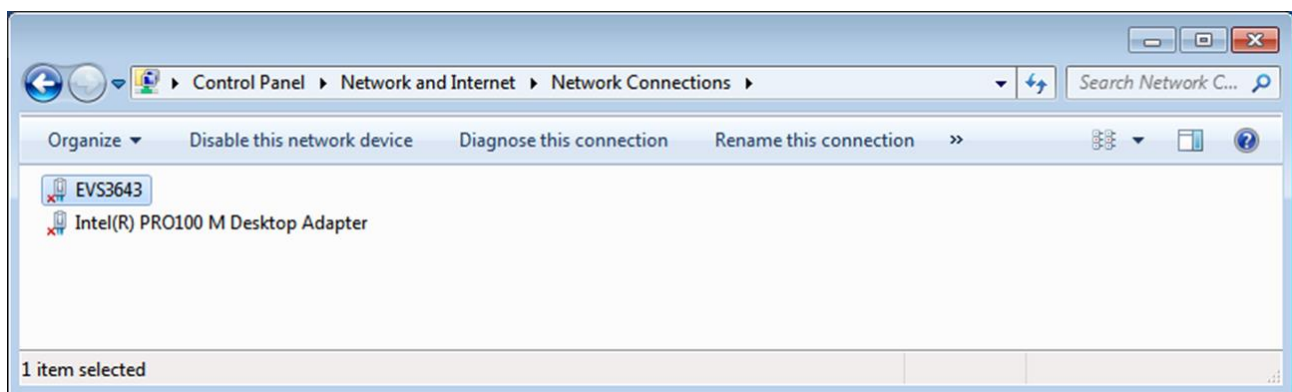 Control Panel Network and Internet Network Connections Search Network C...
Organize Disable this network device Diagnose this connection Rename this connection »
EVS3643
Intel(R) PRO100 M Desktop Adapter
1 item selected